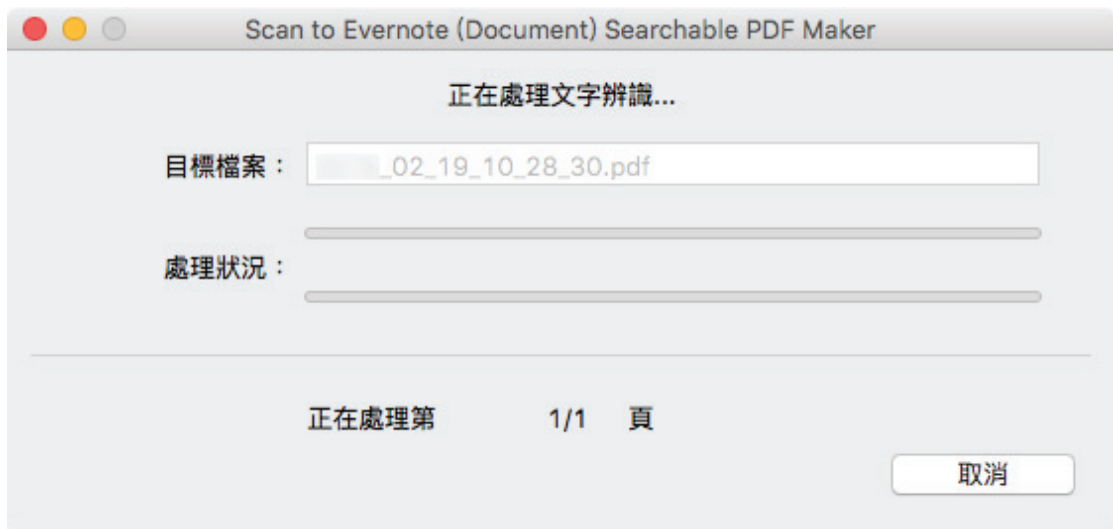 Scan to Evernote (Document) Searchable PDF Maker
正在處理文字辨識...
目標檔案：
_02_19_10_28_30.pdf
處理狀況：
正在處理第 1/1 頁
取消